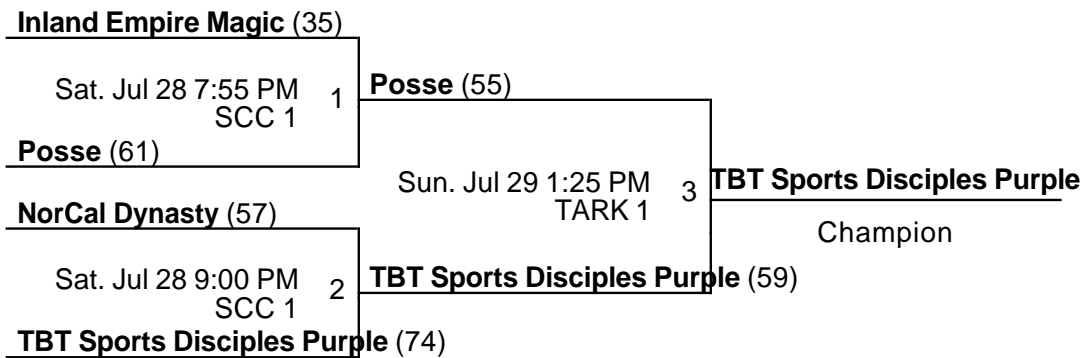 Inland Empire Magic (35)
Sat. Jul 28 7:55 PM
SCC 1
1
Posse (61)
Posse (55)
NorCal Dynasty (57)
Sat. Jul 28 9:00 PM
SCC 1
2
TBT Sports Disciples Purple (74)
TBT Sports Disciples Purple (59)
Sun. Jul 29 1:25 PM
TARK 1
3
TBT Sports Disciples Purple
Champion